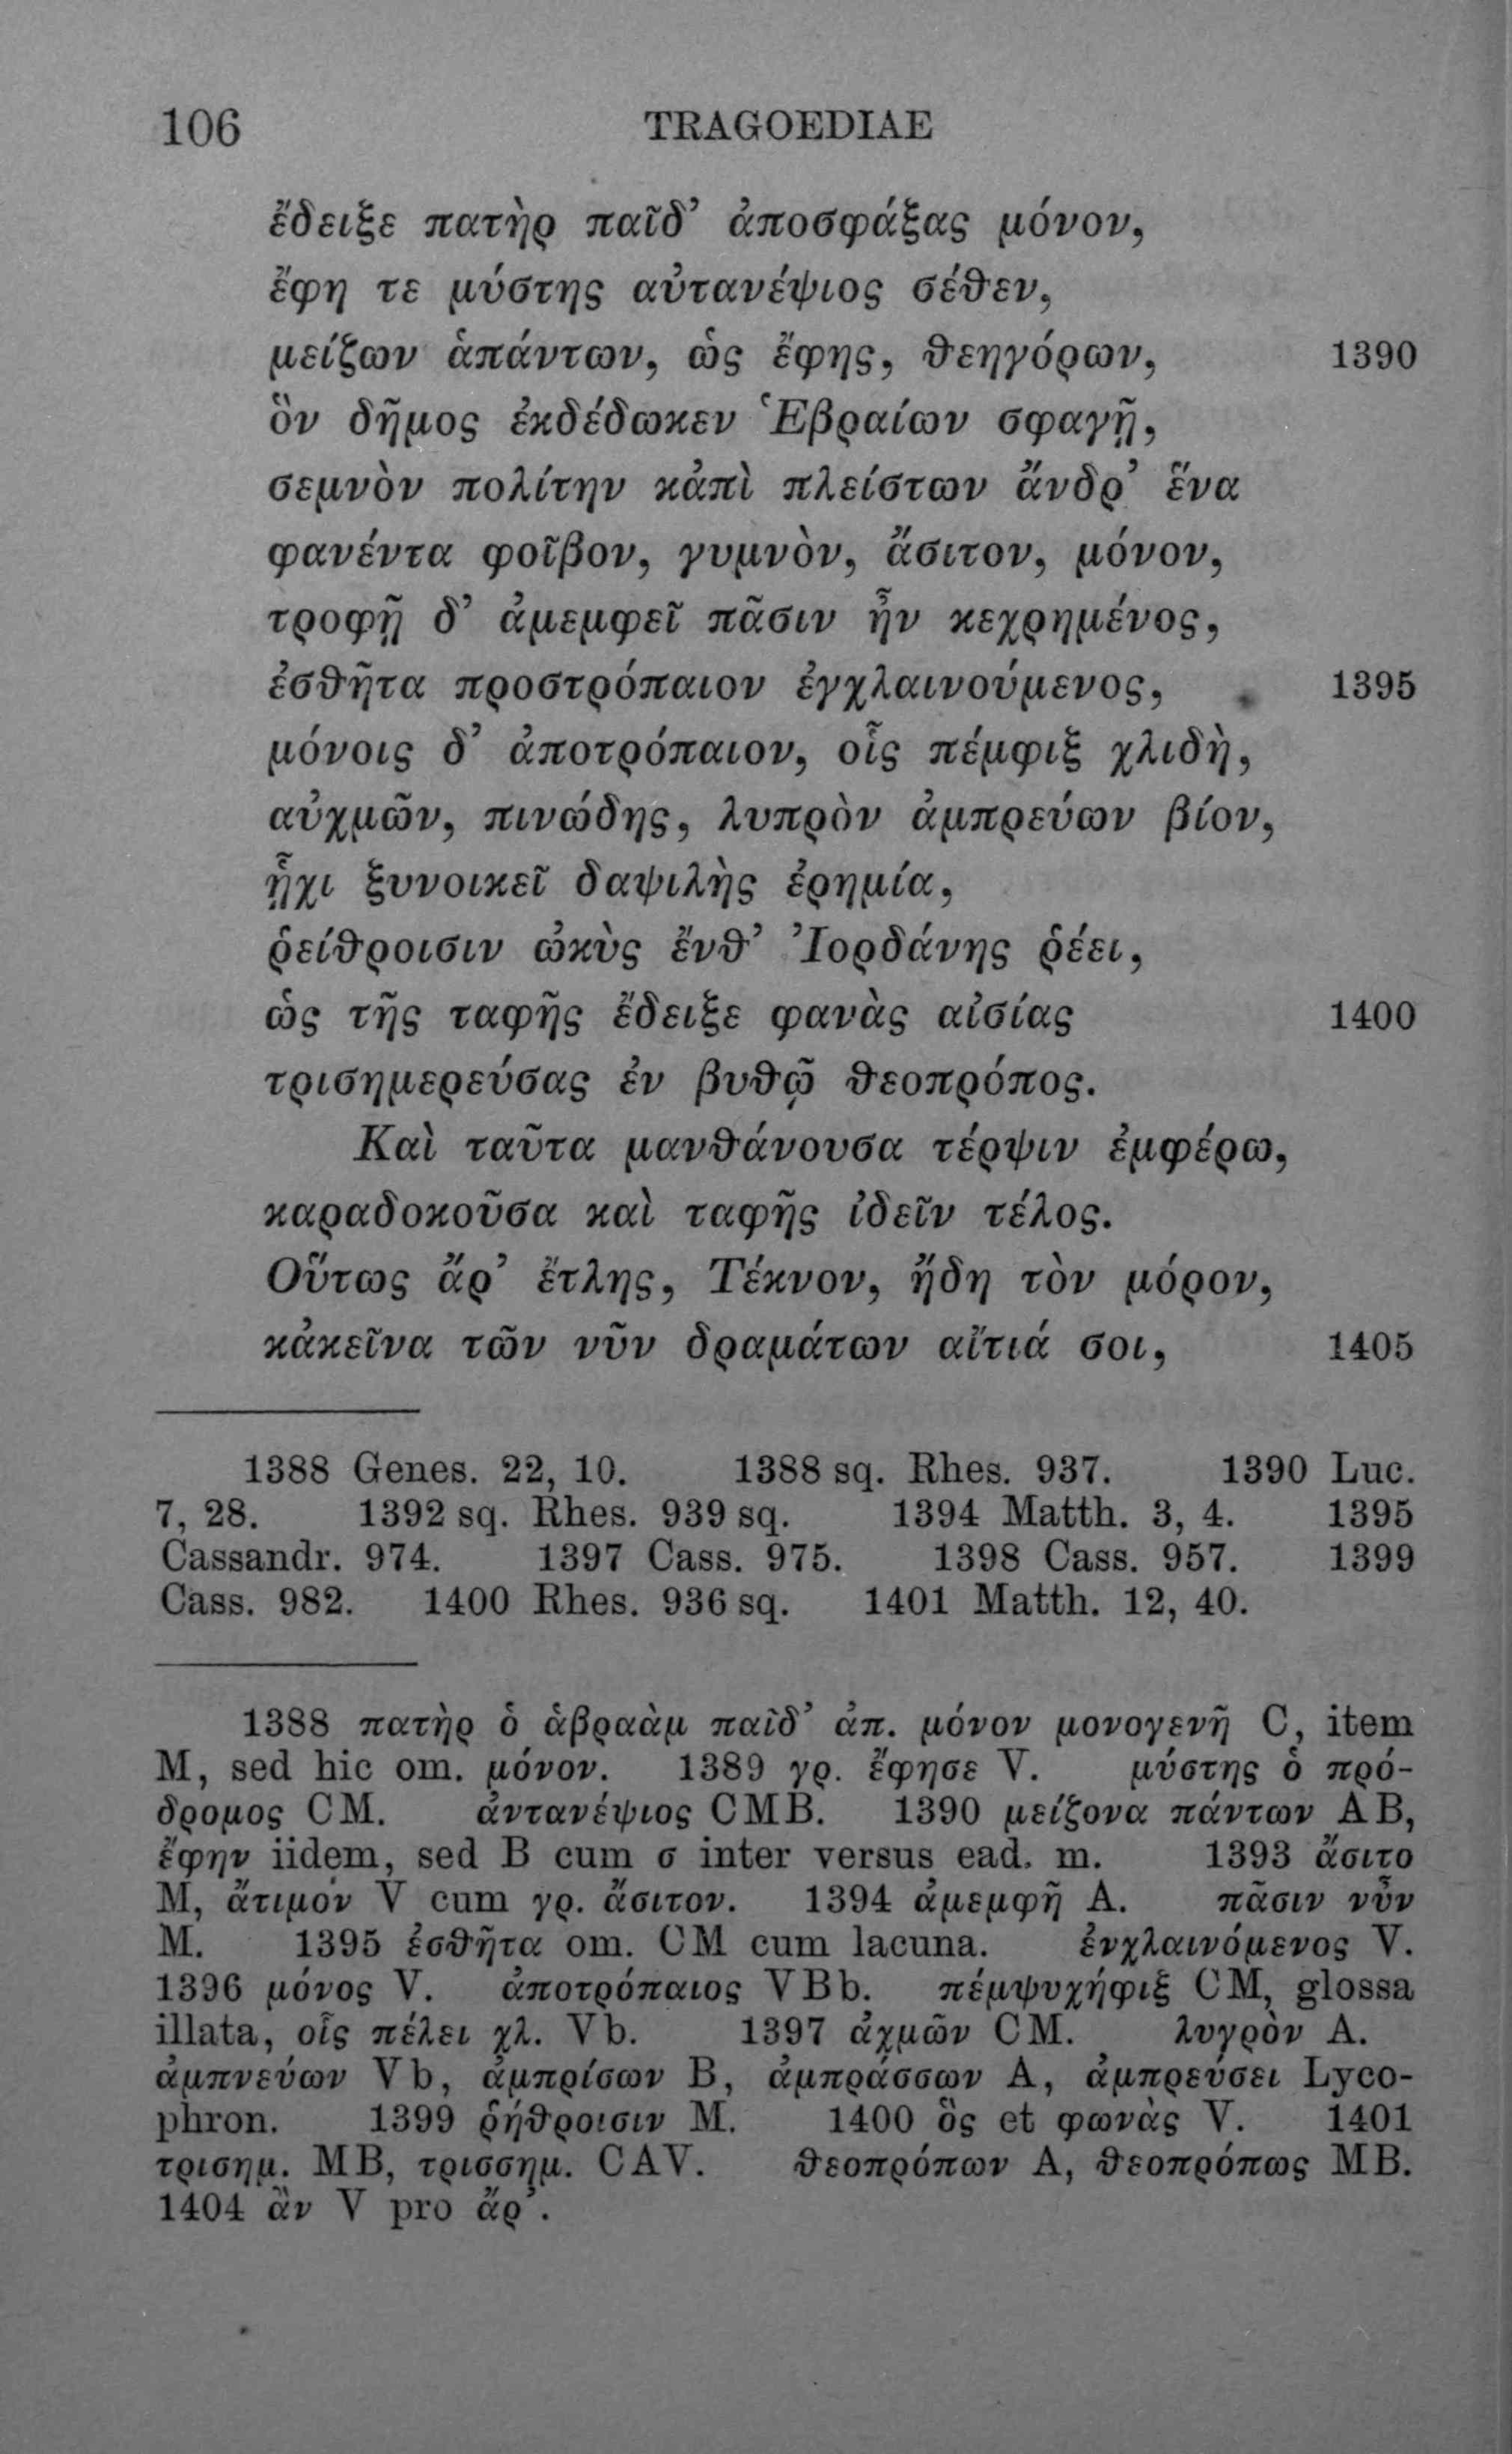 106 TRAGOEDIAE
ἔδειξε πατὴρ παῖδ’ ἀποσφάξας μόνον,
ἔφη τε μύστης αὐτανέψιος σέθεν,
μείζων ἁπάντων, ὡς ἔφης, θεηγόρων, 1390
ὃν δῆμος ἐκδέδωκεν Ἑβραίων σφαγῇ,
σεμνὸν πολίτην κἀπὶ πλείστων ἄνδρ’ ἕνα
φανέντα φοῖβον, γυμνὸν, ἄσιτον, μόνον,
τροφῇ δ’ ἀμεμφεῖ πᾶσιν ἦν κεχρημένος,
ἐσθῆτα προστρόπαιον ἐγχλαινούμενος, 1395
μόνοις δ’ ἀποτρόπαιον, οἷς πέμφιξ χλιδὴ,
αὐχμῶν, πινώδης, λυπρὸν ἀμπρεύων βίον,
ᾗχι ξυνοικεῖ δαψιλὴς ἐρημία,
ῥείθροισιν ὠκὺς ἔνθ’ Ἰορδάνης ῥέει,
ὡς τῆς ταφῆς ἔδειξε φανὰς αἰσίας 1400
τρισημερεύσας ἐν βυθῷ θεοπρόπος.
Καὶ ταῦτα μανθάνουσα τέρψιν ἐμφέρω,
καραδοκοῦσα καὶ ταφῆς ἰδεῖν τέλος.
Οὕτως ἄρ’ ἔτλης, Τέκνον, ἤδη τὸν μόρον,
κἀκεῖνα τῶν νῦν δραμάτων αἴτιά σοι, 1405
1388 Genes. 22, 10. 1388 sq. Rhes. 937. 1390 Luc.
7, 28. 1392 sq. Rhes. 939 sq. 1394 Matth. 3, 4. 1395
Cassandr. 974. 1397 Cass. 975. 1398 Cass. 957. 1399
Cass. 982. 1400 Rhes. 936 sq. 1401 Matth. 12, 40.
1388 πατὴρ ὁ ἁβραὰμ παῖδ’ ἀπ. μόνον μονογενῆ C, item
M, sed hic om. μόνον. 1389 γρ. ἔφησε V. μύστης ὁ πρό-
δρομος CM. ἀντανέψιος CMB. 1390 μείζονα πάντων AB,
ἔφην iidem, sed B cum σ inter versus ead. m. 1393 ἄσιτο
M, ἄτιμον V cum γρ. ἄσιτον. 1394 ἀμεμφῆ A. πᾶσιν νῦν
M. 1395 ἐσθῆτα om. CM cum lacuna. ἐνχλαινόμενος V.
1396 μόνος V. ἀποτρόπαιος VBb. πέμψυχήφιξ CM, glossa
illata, οἷς πέλει χλ. Vb. 1397 ἀχμῶν CM. λυγρὸν A.
ἀμπνεύων Vb, ἀμπρίσων B, ἀμπράσσων A, ἀμπρεύσει Lyco-
phron. 1399 ῥήθροισιν M. 1400 ὃς et φωνὰς V. 1401
τρισημ. MB, τρισσημ. CAV. θεοπρόπων A, θεοπρόπως MB.
1404 ἂν V pro ἄρ’.